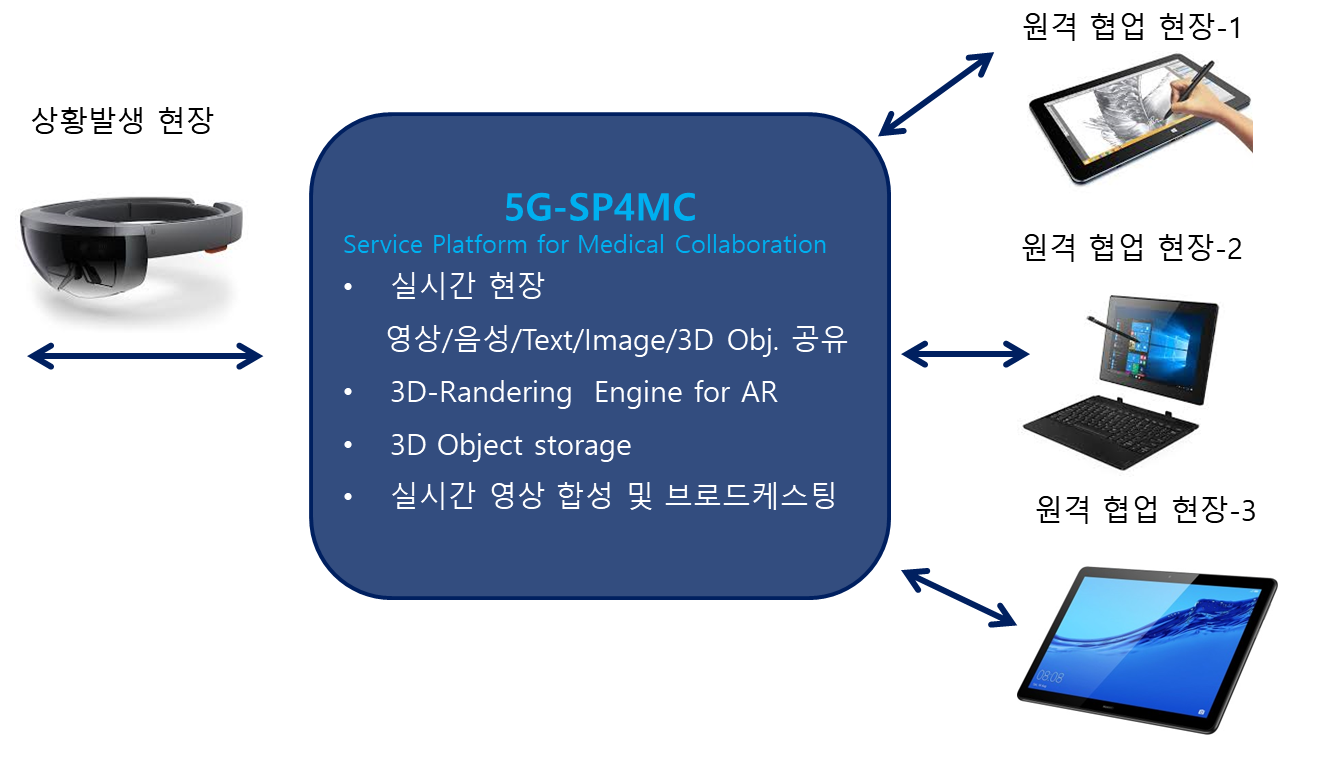 상황발생 현장
5G-SP4MC
Service Platform for Medical Collaboration
• 실시간 현장
영상/음성/Text/Image/3D Obj. 공유
• 3D-Randering Engine for AR
• 3D Object storage
• 실시간 영상 합성 및 브로드케스팅
원격 협업 현장-1
원격 협업 현장-2
원격 협업 현장-3
08:08